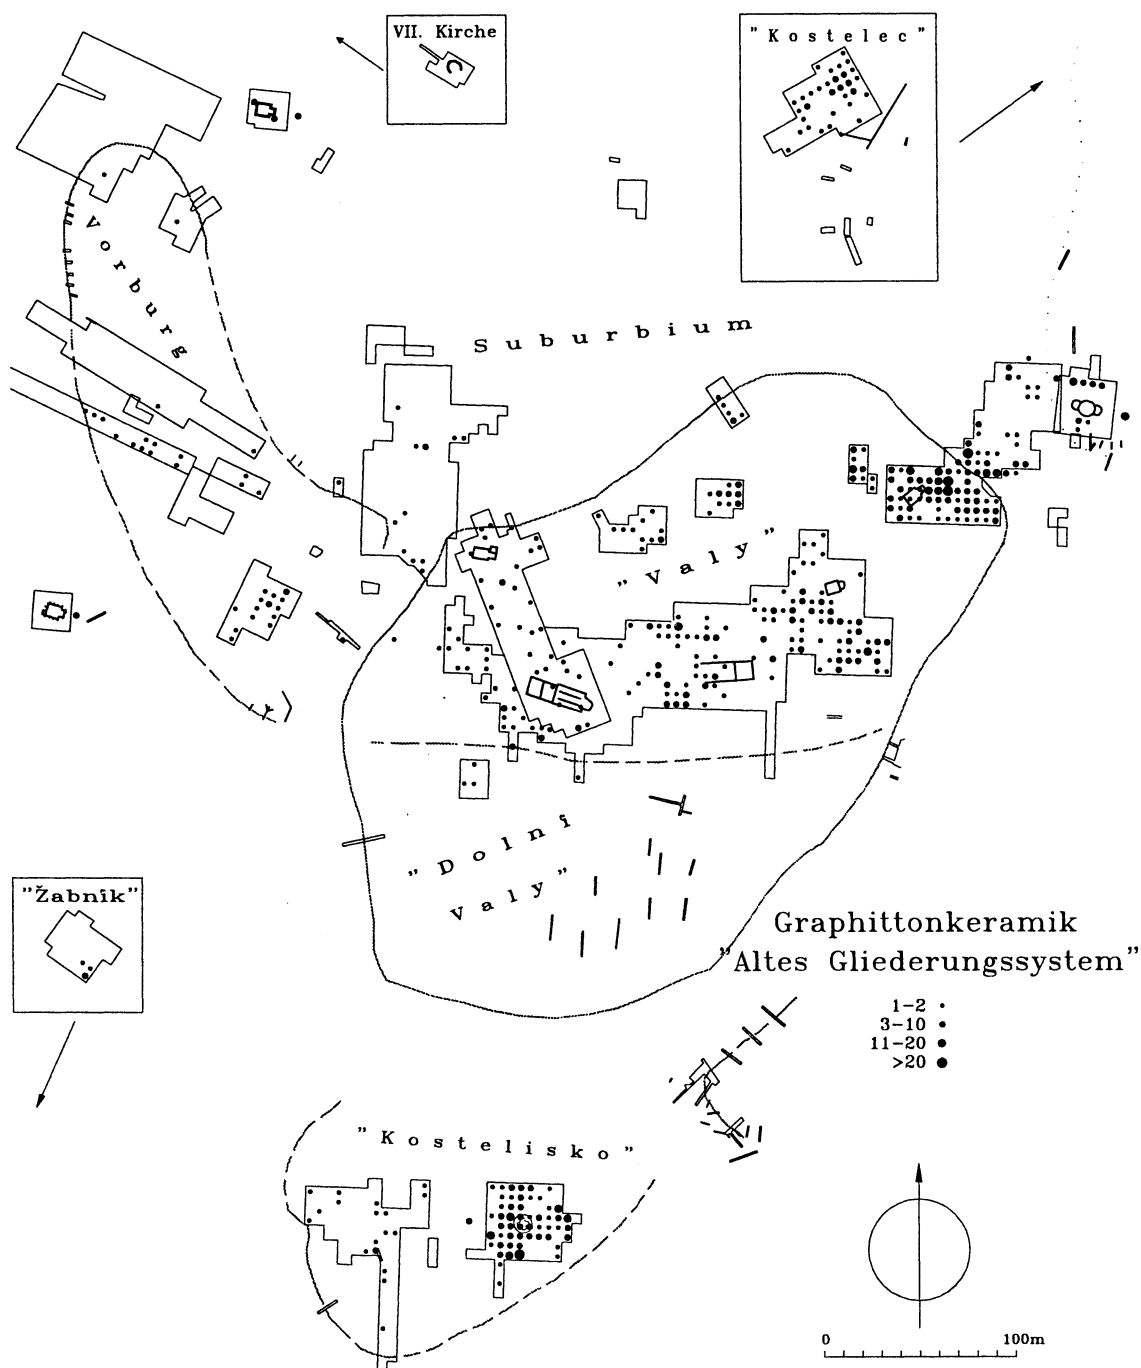 VII. Kirche
"Kostelec"
Vorburg
Suburbium
"Valy"
"Dolní
Valy"
"Žabník"
Graphittonkeramik
"Altes Gliederungssystem"
1-2
3-10
11-20
>20
"Kostelisko"
0 100m